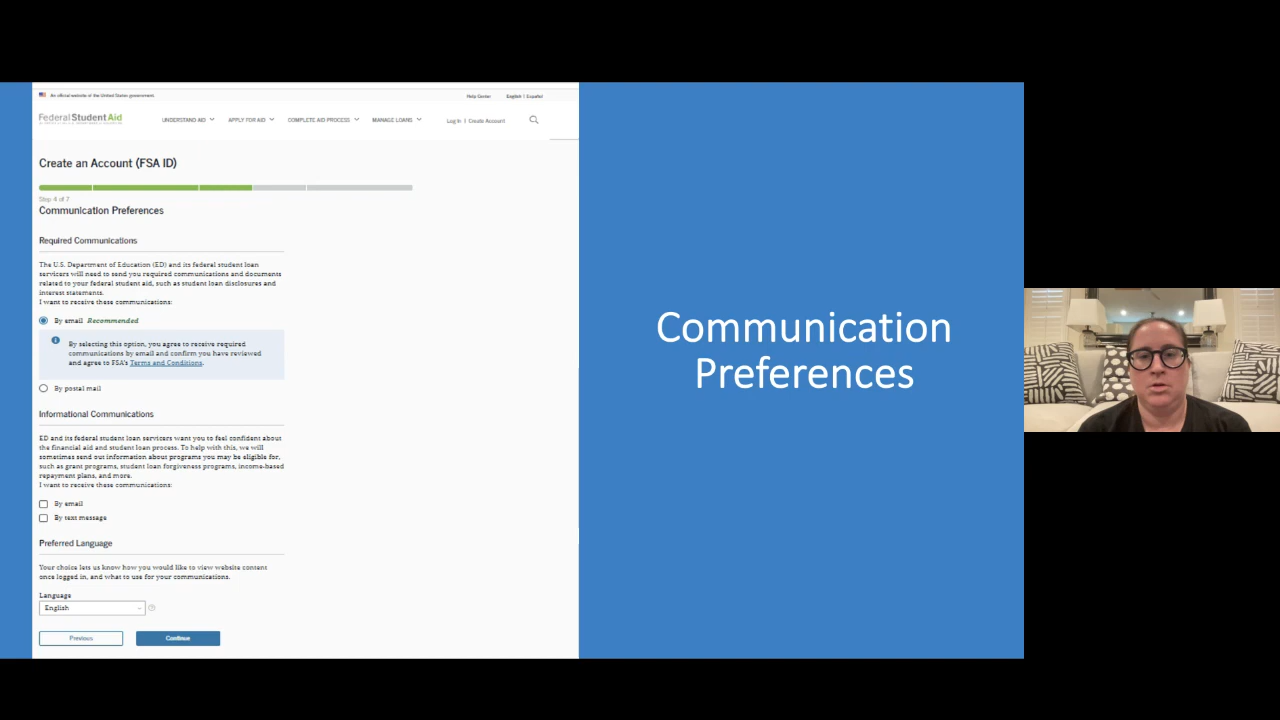 An official website of the United States government.
Help Center
English | Español
FederalStudentAid
UNDERSTAND AID
APPLY FOR AID
COMPLETE AID PROCESS
MANAGE LOANS
Log In | Create Account
Create an Account (FSA ID)
Step 4 of 7
Communication Preferences
Required Communications
The U.S. Department of Education (ED) and its federal student loan
servicers will need to send you required communications and documents
related to your federal student aid, such as student loan disclosures and
interest statements.
I want to receive these communications:
By email Recommended
By selecting this option, you agree to receive required
communications by email and confirm you have reviewed
and agree to FSA's Terms and Conditions.
By postal mail
Informational Communications
ED and its federal student loan servicers want you to feel confident about
the financial aid and student loan process. To help with this, we will
sometimes send out information about programs you may be eligible for,
such as grant programs, student loan forgiveness programs, income-based
repayment plans, and more.
I want to receive these communications:
By email
By text message
Preferred Language
Your choice lets us know how you would like to view website content
once logged in, and what to use for your communications.
Language
English
Previous
Continue
Communication
Preferences